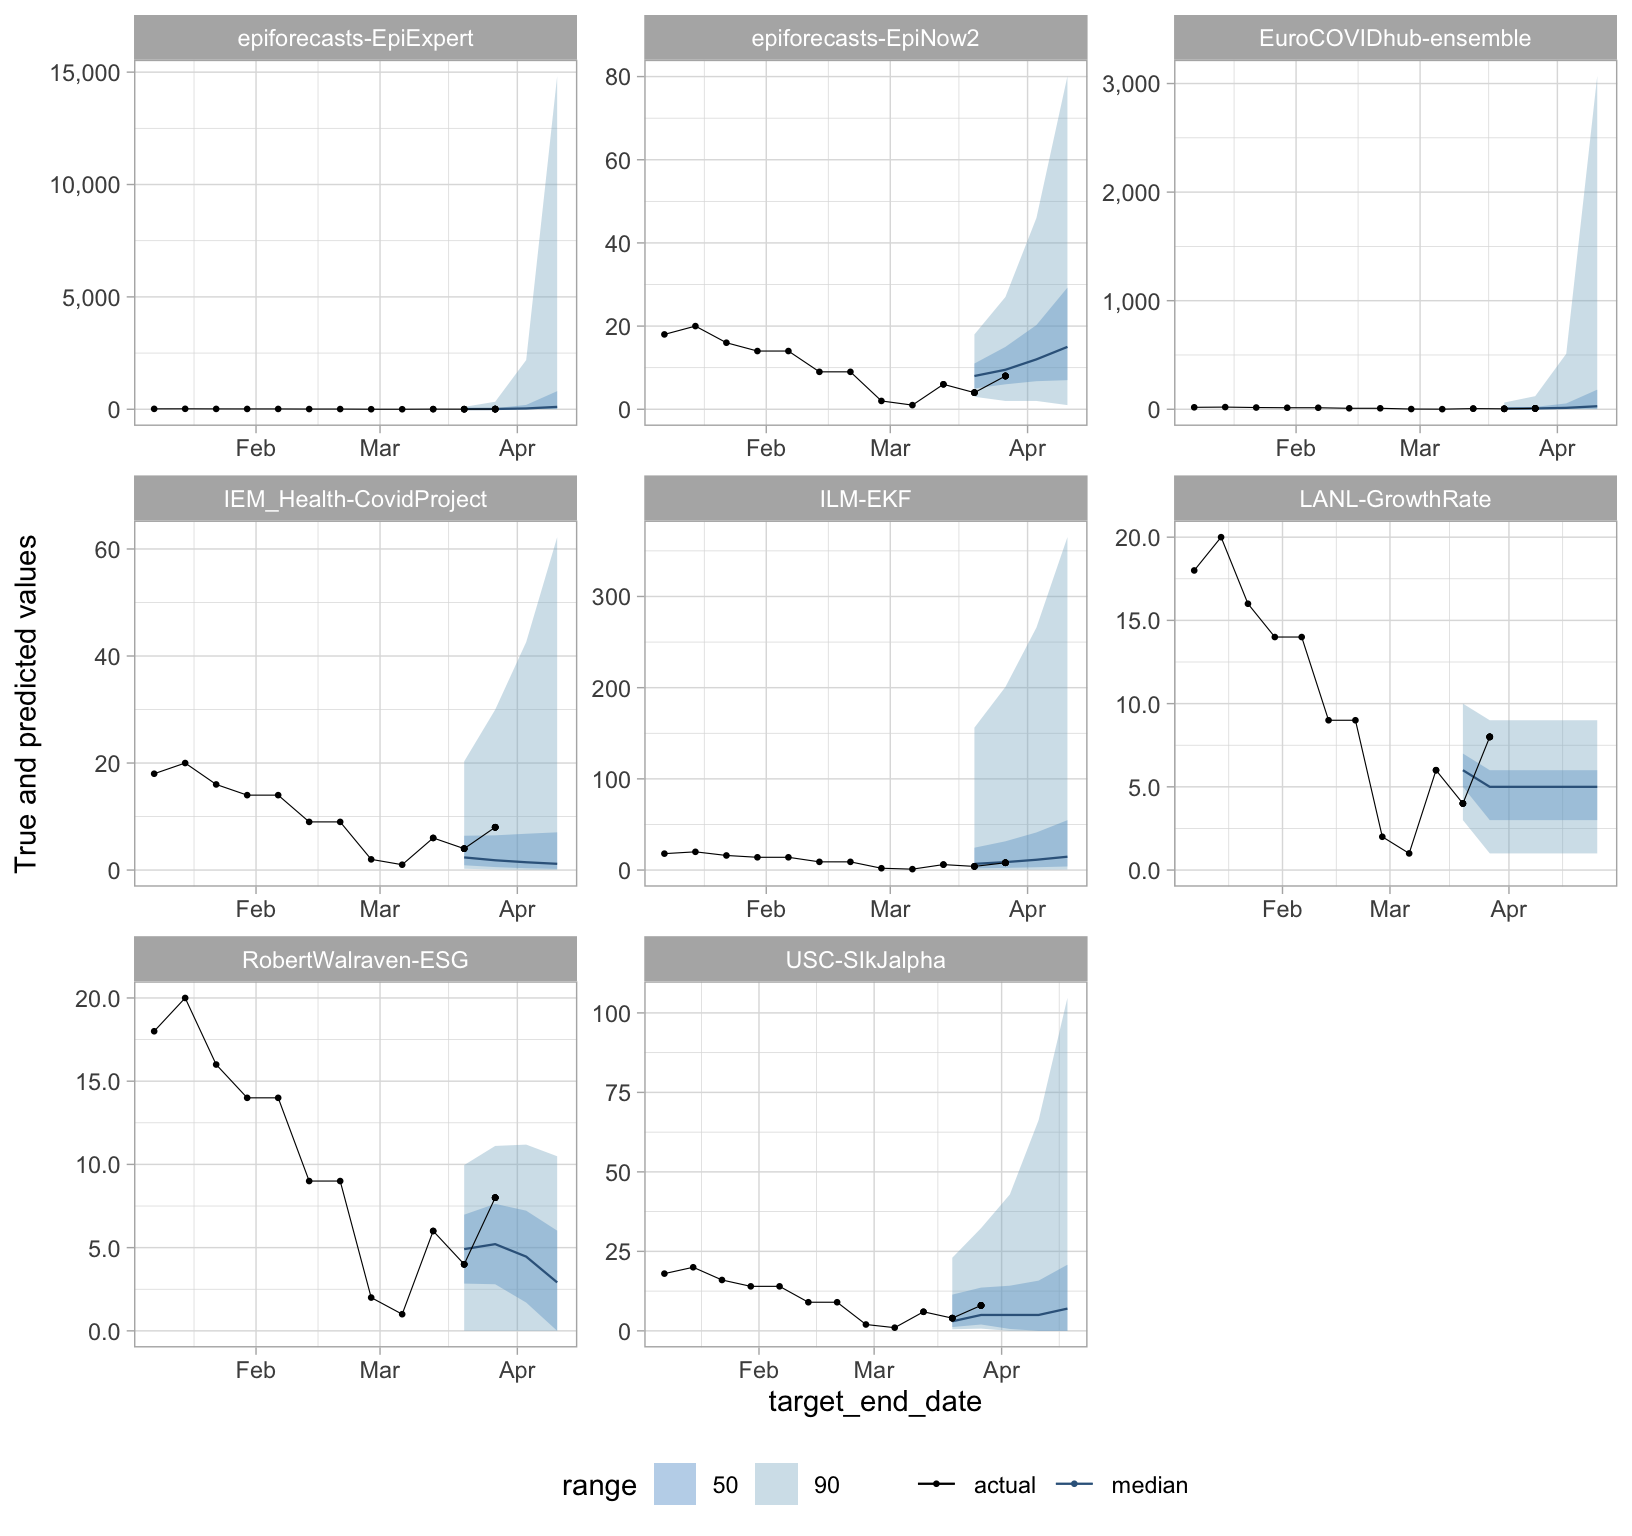 epiforecasts-EpiExpert
epiforecasts-EpiNow2
EuroCOVIDhub-ensemble
15,000
10,000
5,000
0
Feb Mar Apr
80
60
40
20
0
Feb Mar Apr
3,000
2,000
1,000
0
Feb Mar Apr
True and predicted values
IEM_Health-CovidProject
ILM-EKF
LANL-GrowthRate
60
40
20
0
Feb Mar Apr
300
200
100
0
Feb Mar Apr
20.0
15.0
10.0
5.0
0.0
Feb Mar Apr
RobertWalraven-ESG
USC-SIkJalpha
20.0
15.0
10.0
5.0
0.0
Feb Mar Apr
100
75
50
25
0
Feb Mar Apr
target_end_date
range 50 90 actual median